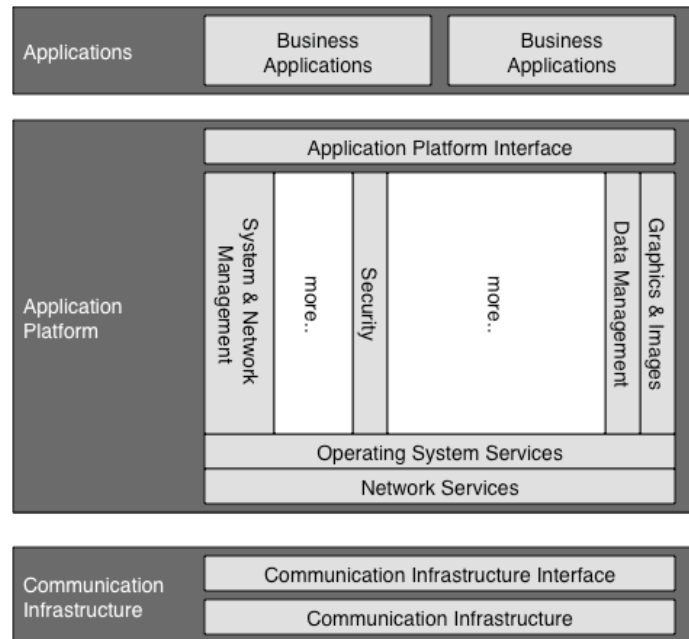 Applications
Business
Applications
Business
Applications
Application Platform Interface
Application
Platform
System & Network
Management
more..
Security
more..
Data Management
Graphics & Images
Operating System Services
Network Services
Communication
Infrastructure
Communication Infrastructure Interface
Communication Infrastructure